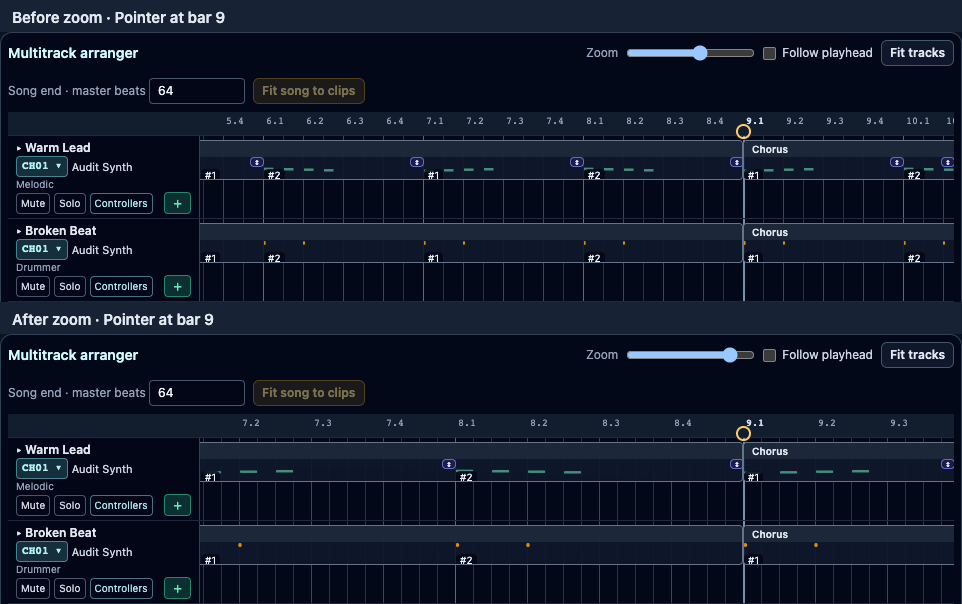 Before zoom · Pointer at bar 9
Multitrack arranger
Zoom
Follow playhead
Fit tracks
Song end · master beats
64
Fit song to clips
5.4 6.1 6.2 6.3 6.4 7.1 7.2 7.3 7.4 8.1 8.2 8.3 8.4 9.1 9.2 9.3 9.4 10.1
Warm Lead
Chorus
CH01 Audit Synth
#1 #2 #1 #2 #1 #2
Melodic
Mute Solo Controllers +
Broken Beat
Chorus
CH01 Audit Synth
#1 #2 #1 #2 #1 #2
Drummer
Mute Solo Controllers +
After zoom · Pointer at bar 9
Multitrack arranger
Zoom
Follow playhead
Fit tracks
Song end · master beats
64
Fit song to clips
7.2 7.3 7.4 8.1 8.2 8.3 8.4 9.1 9.2 9.3
Warm Lead
Chorus
CH01 Audit Synth
#1 #2 #1
Melodic
Mute Solo Controllers +
Broken Beat
Chorus
CH01 Audit Synth
#1 #2 #1
Drummer
Mute Solo Controllers +